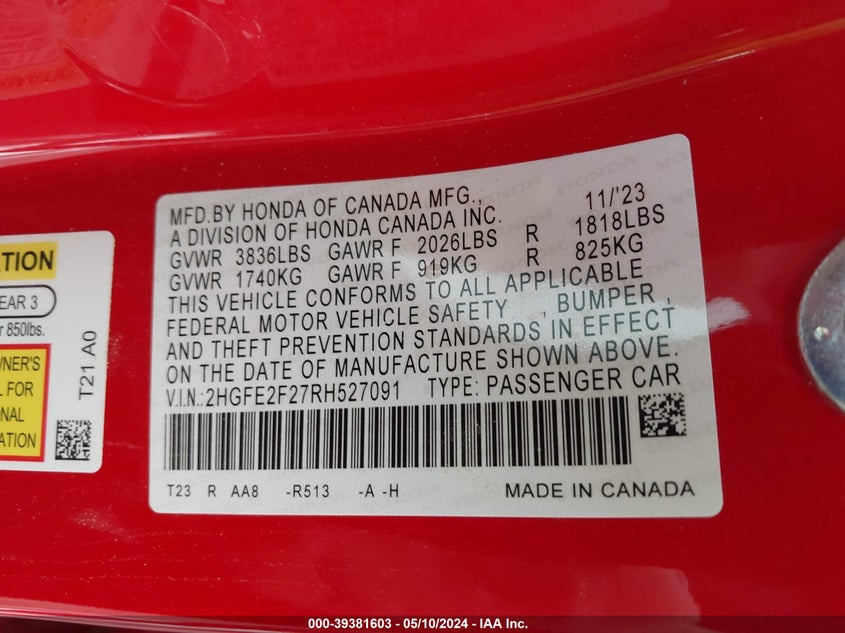 MFD.BY HONDA OF CANADA MFG., 11/'23
A DIVISION OF HONDA CANADA INC.
GVWR 3836LBS GAWR F 2026LBS R 1818LBS
GVWR 1740KG GAWR F 919KG R 825KG
THIS VEHICLE CONFORMS TO ALL APPLICABLE
FEDERAL MOTOR VEHICLE SAFETY , BUMPER ,
AND THEFT PREVENTION STANDARDS IN EFFECT
ON THE DATE OF MANUFACTURE SHOWN ABOVE.
V.I.N.:2HGFE2F27RH527091 TYPE: PASSENGER CAR
T23 R AA8 -R513 -A -H MADE IN CANADA
EAR 3
850lbs.
WNER'S
FOR
T21 A0
000-39381603 - 05/10/2024 - IAA Inc.